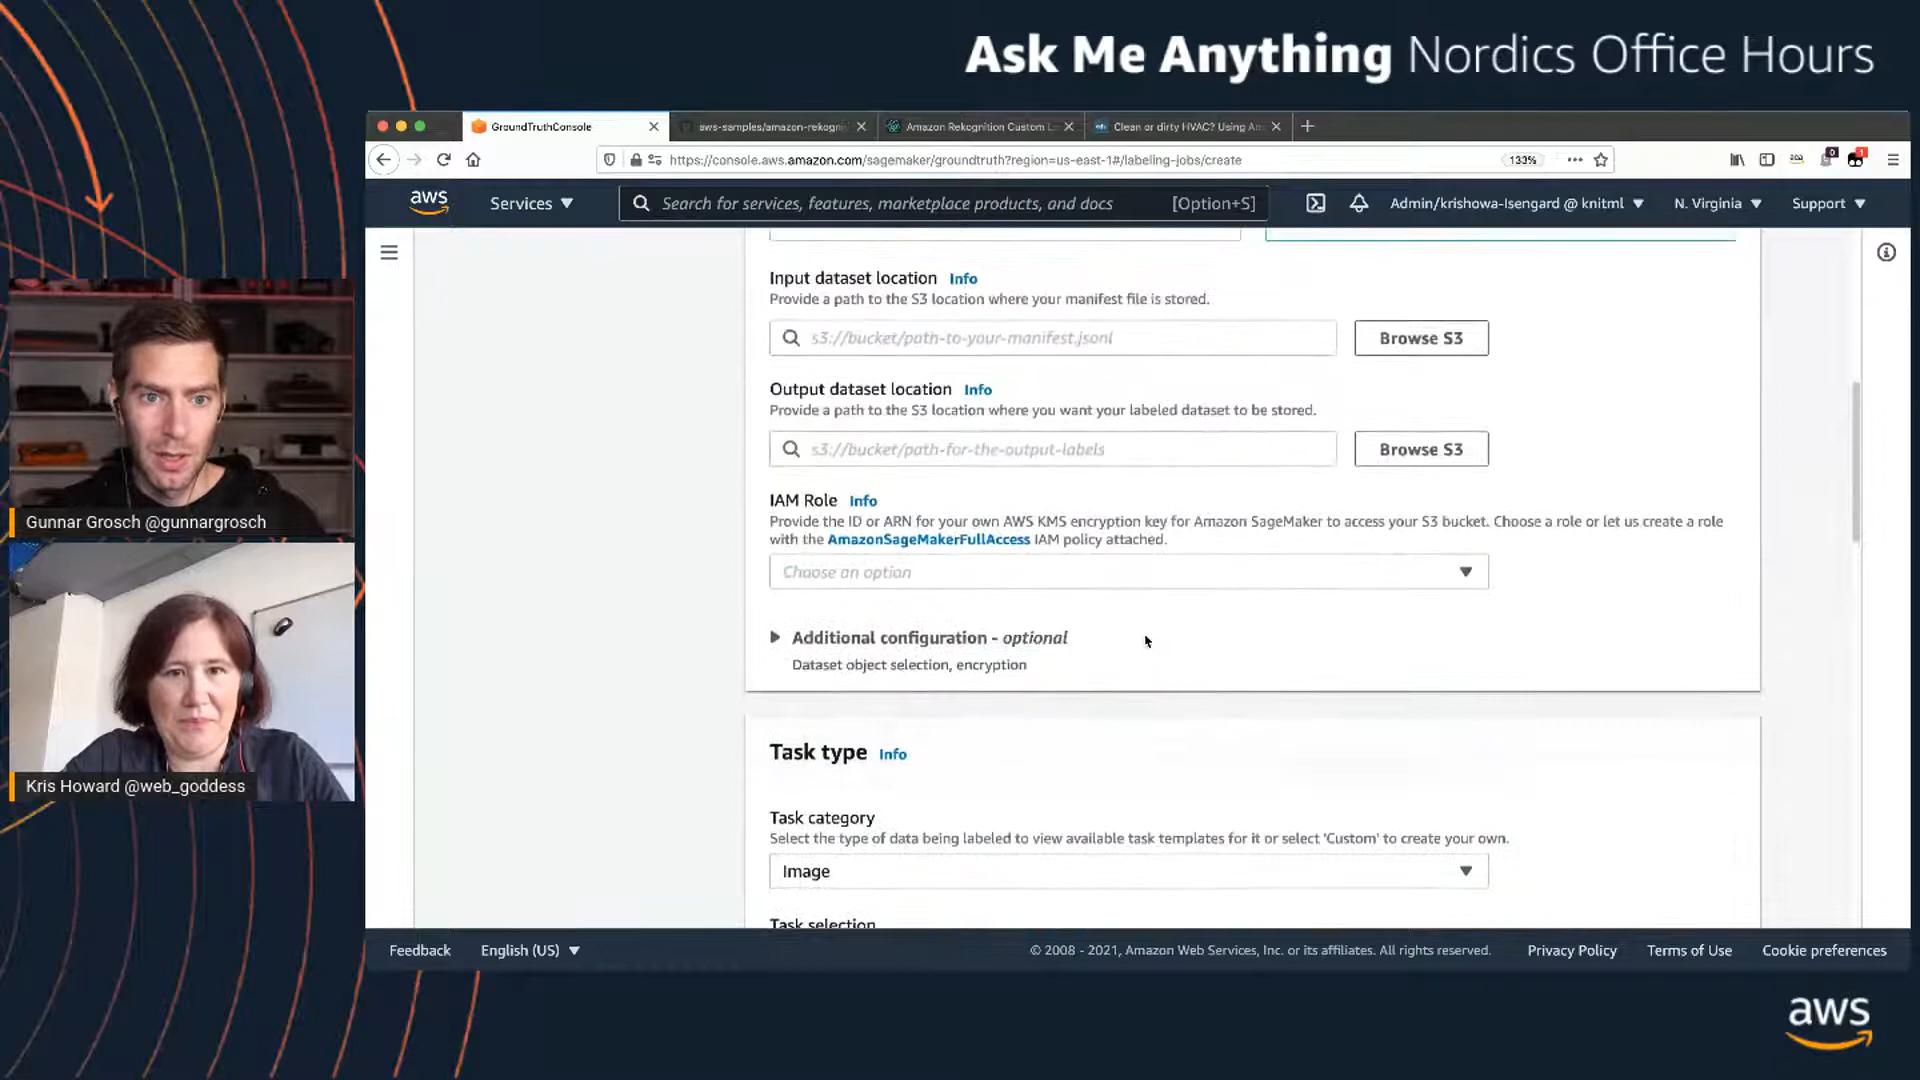 Ask Me Anything Nordics Office Hours
GroundTruthConsole
aws-samples/amazon-rekogni
Amazon Rekognition Custom L
Clean or dirty HVAC? Using A
https://console.aws.amazon.com/sagemaker/groundtruth?region=us-east-1#/labeling-jobs/create
133%
aws
Services
Search for services, features, marketplace products, and docs
[Option+S]
Admin/krishowa-Isengard @ knitml
N. Virginia
Support
Input dataset location Info
Provide a path to the S3 location where your manifest file is stored.
s3://bucket/path-to-your-manifest.jsonl
Browse S3
Output dataset location Info
Provide a path to the S3 location where you want your labeled dataset to be stored.
s3://bucket/path-for-the-output-labels
Browse S3
IAM Role Info
Provide the ID or ARN for your own AWS KMS encryption key for Amazon SageMaker to access your S3 bucket. Choose a role or let us create a role
with the AmazonSageMakerFullAccess IAM policy attached.
Choose an option
Additional configuration - optional
Dataset object selection, encryption
Task type Info
Task category
Select the type of data being labeled to view available task templates for it or select 'Custom' to create your own.
Image
Task selection
Feedback
English (US)
© 2008 - 2021, Amazon Web Services, Inc. or its affiliates. All rights reserved.
Privacy Policy
Terms of Use
Cookie preferences
Gunnar Grosch @gunnargrosch
Kris Howard @web_goddess
aws